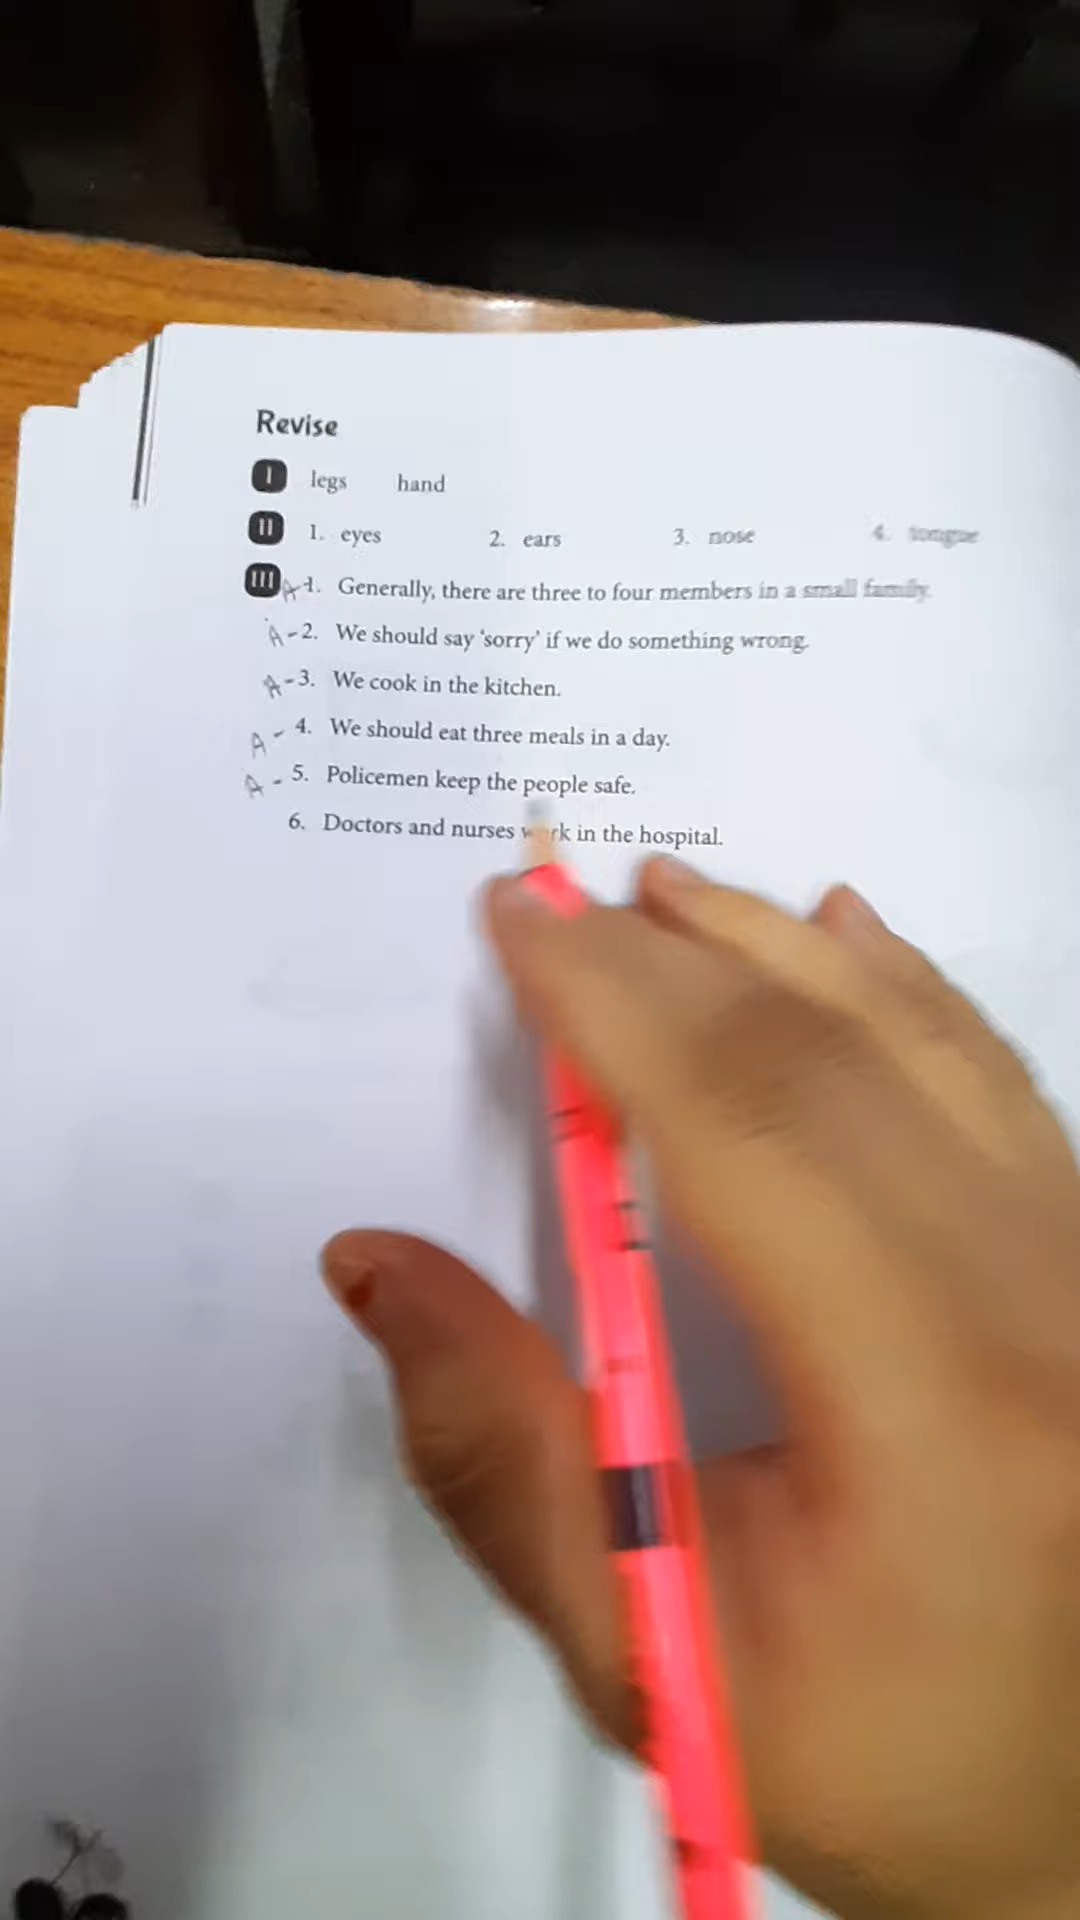 Revise
I legs hand
II 1. eyes 2. ears 3. nose 4. tongue
III A-1. Generally, there are three to four members in a small family.
A-2. We should say 'sorry' if we do something wrong.
A-3. We cook in the kitchen.
A-4. We should eat three meals in a day.
A-5. Policemen keep the people safe.
6. Doctors and nurses work in the hospital.